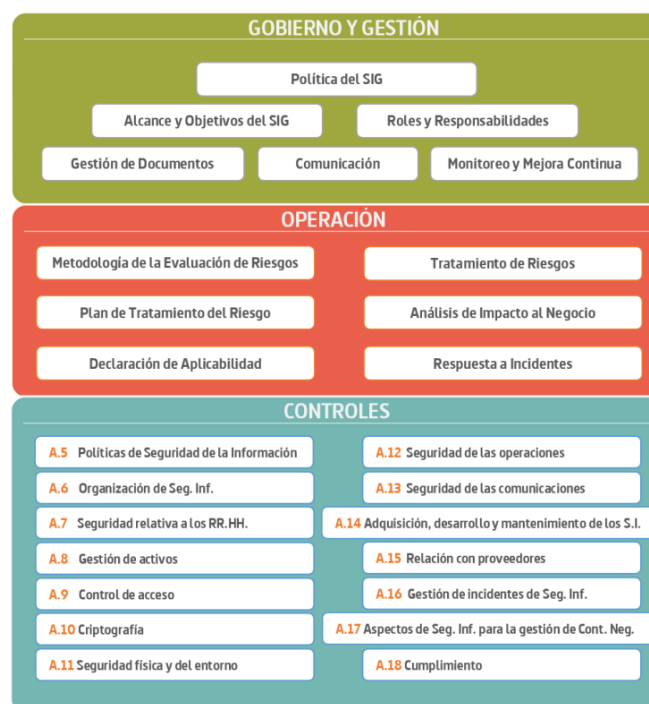 GOBIERNO Y GESTIÓN
Política del SIG
Alcance y Objetivos del SIG
Roles y Responsabilidades
Gestión de Documentos
Comunicación
Monitoreo y Mejora Continua
OPERACIÓN
Metodología de la Evaluación de Riesgos
Tratamiento de Riesgos
Plan de Tratamiento del Riesgo
Análisis de Impacto al Negocio
Declaración de Aplicabilidad
Respuesta a Incidentes
CONTROLES
A.5 Políticas de Seguridad de la Información
A.6 Organización de Seg. Inf.
A.7 Seguridad relativa a los RR.HH.
A.8 Gestión de activos
A.9 Control de acceso
A.10 Criptografía
A.11 Seguridad física y del entorno
A.12 Seguridad de las operaciones
A.13 Seguridad de las comunicaciones
A.14 Adquisición, desarrollo y mantenimiento de los S.I.
A.15 Relación con proveedores
A.16 Gestión de incidentes de Seg. Inf.
A.17 Aspectos de Seg. Inf. para la gestión de Cont. Neg.
A.18 Cumplimiento